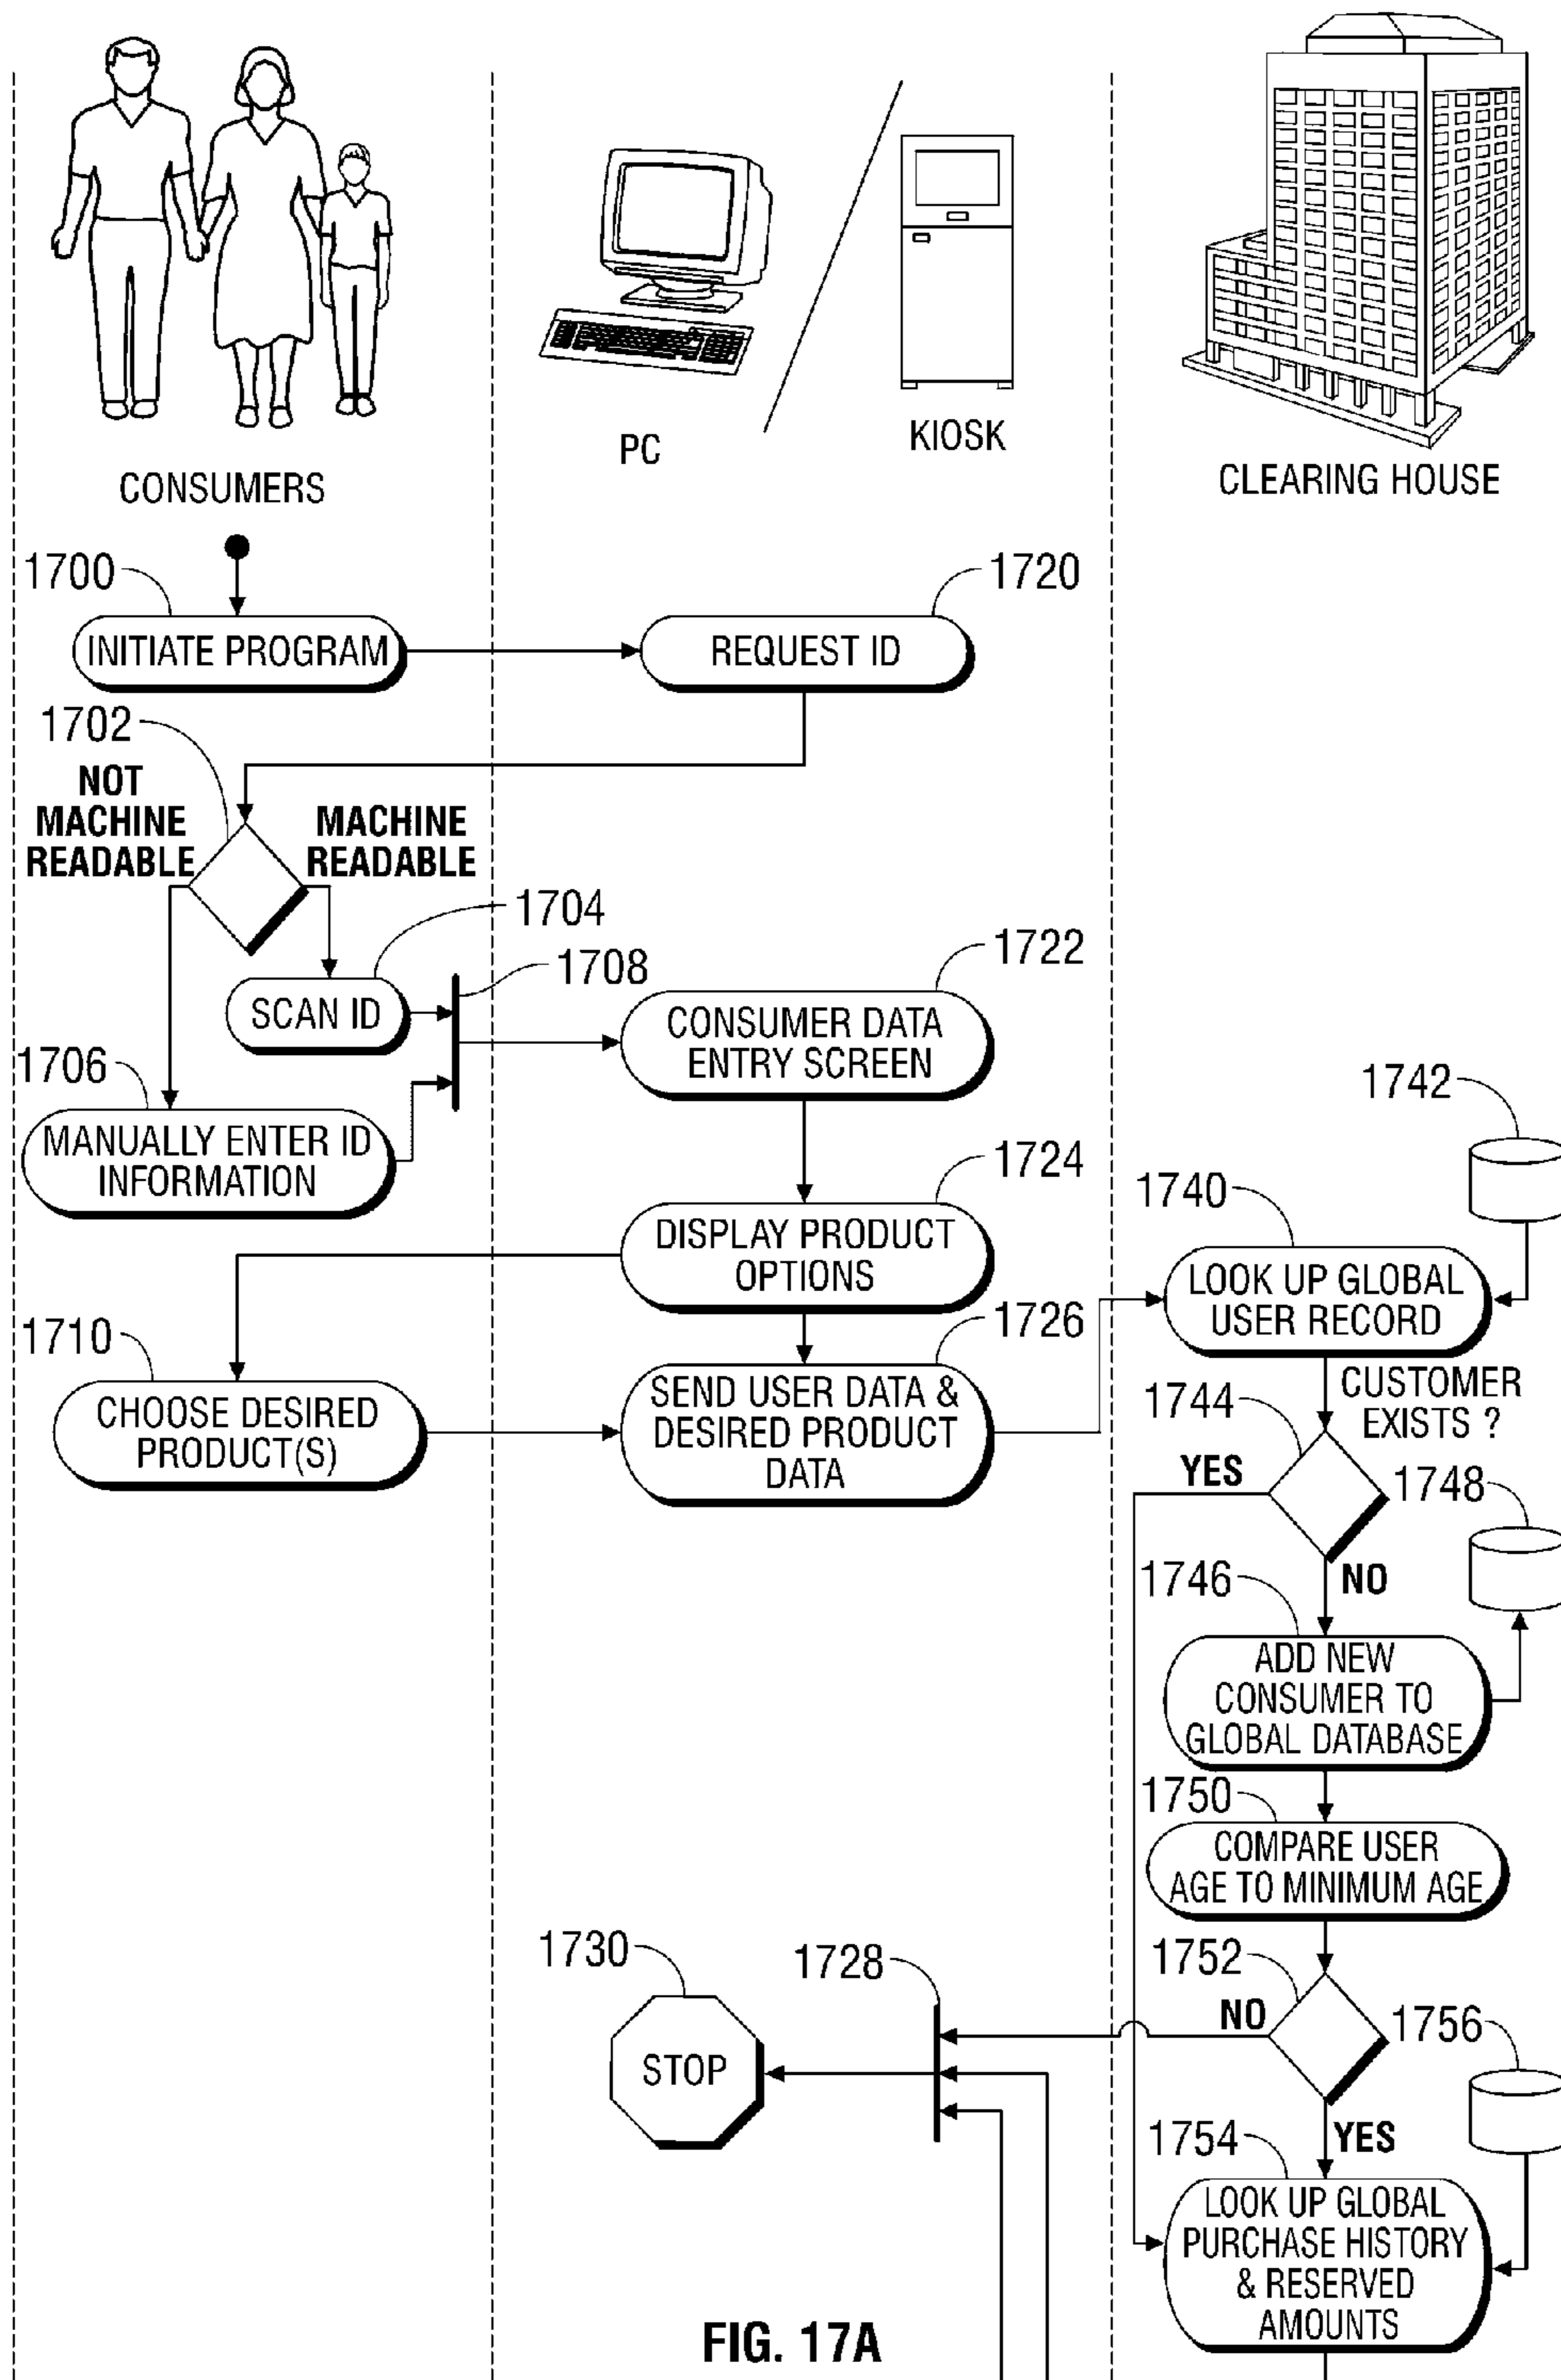 CONSUMERS
PC
KIOSK
CLEARING HOUSE
1700
INITIATE PROGRAM
1720
REQUEST ID
1702
NOT
MACHINE
READABLE
MACHINE
READABLE
1704
SCAN ID
1708
1706
MANUALLY ENTER ID
INFORMATION
1722
CONSUMER DATA
ENTRY SCREEN
1724
DISPLAY PRODUCT
OPTIONS
1710
CHOOSE DESIRED
PRODUCT(S)
1726
SEND USER DATA &
DESIRED PRODUCT
DATA
1742
1740
LOOK UP GLOBAL
USER RECORD
1744
CUSTOMER
EXISTS ?
YES
NO
1748
1746
ADD NEW
CONSUMER TO
GLOBAL DATABASE
1750
COMPARE USER
AGE TO MINIMUM AGE
1730
STOP
1728
1752
NO
YES
1756
1754
LOOK UP GLOBAL
PURCHASE HISTORY
& RESERVED
AMOUNTS
FIG. 17A